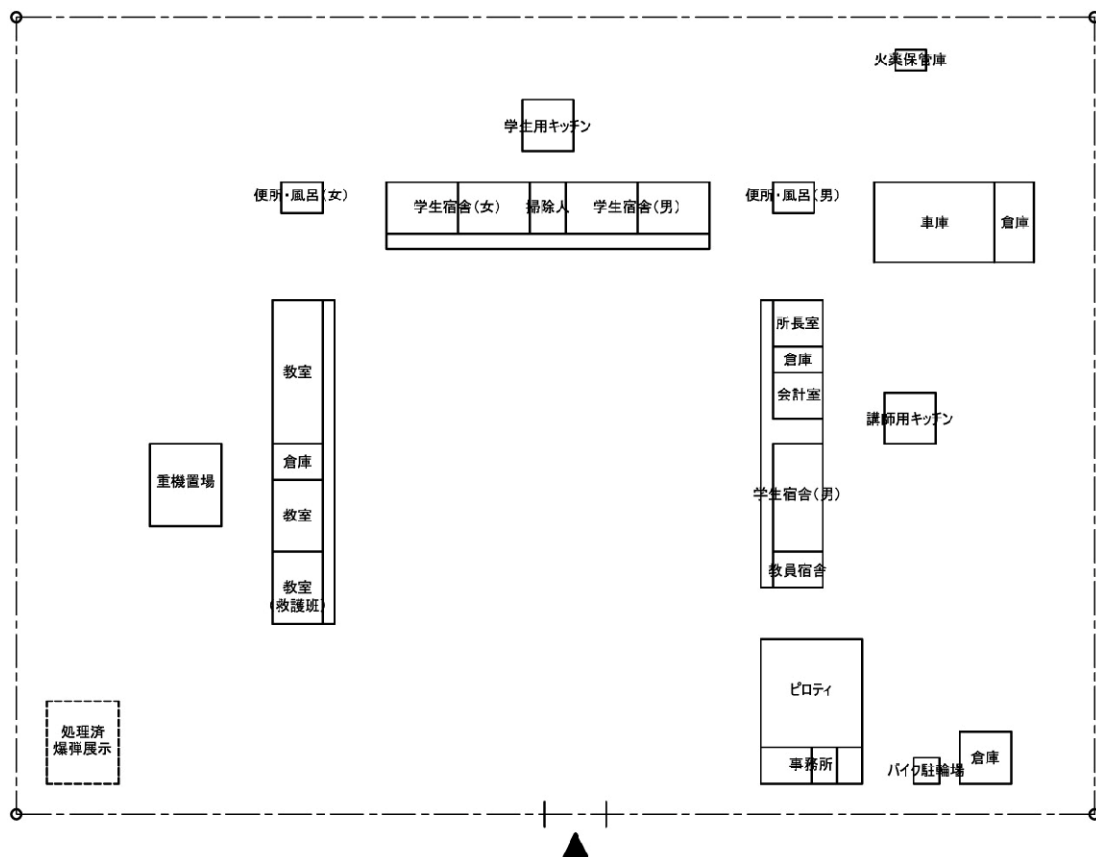 火薬保管庫
学生用キッチン
便所・風呂(女)
学生宿舎(女)
掃除人
学生宿舎(男)
便所・風呂(男)
車庫
倉庫
所長室
倉庫
会計室
教室
講師用キッチン
倉庫
重機置場
学生宿舎(男)
教室
教員宿舎
教室
(救護班)
ピロティ
処理済
爆弾展示
事務所
バイク駐輪場
倉庫